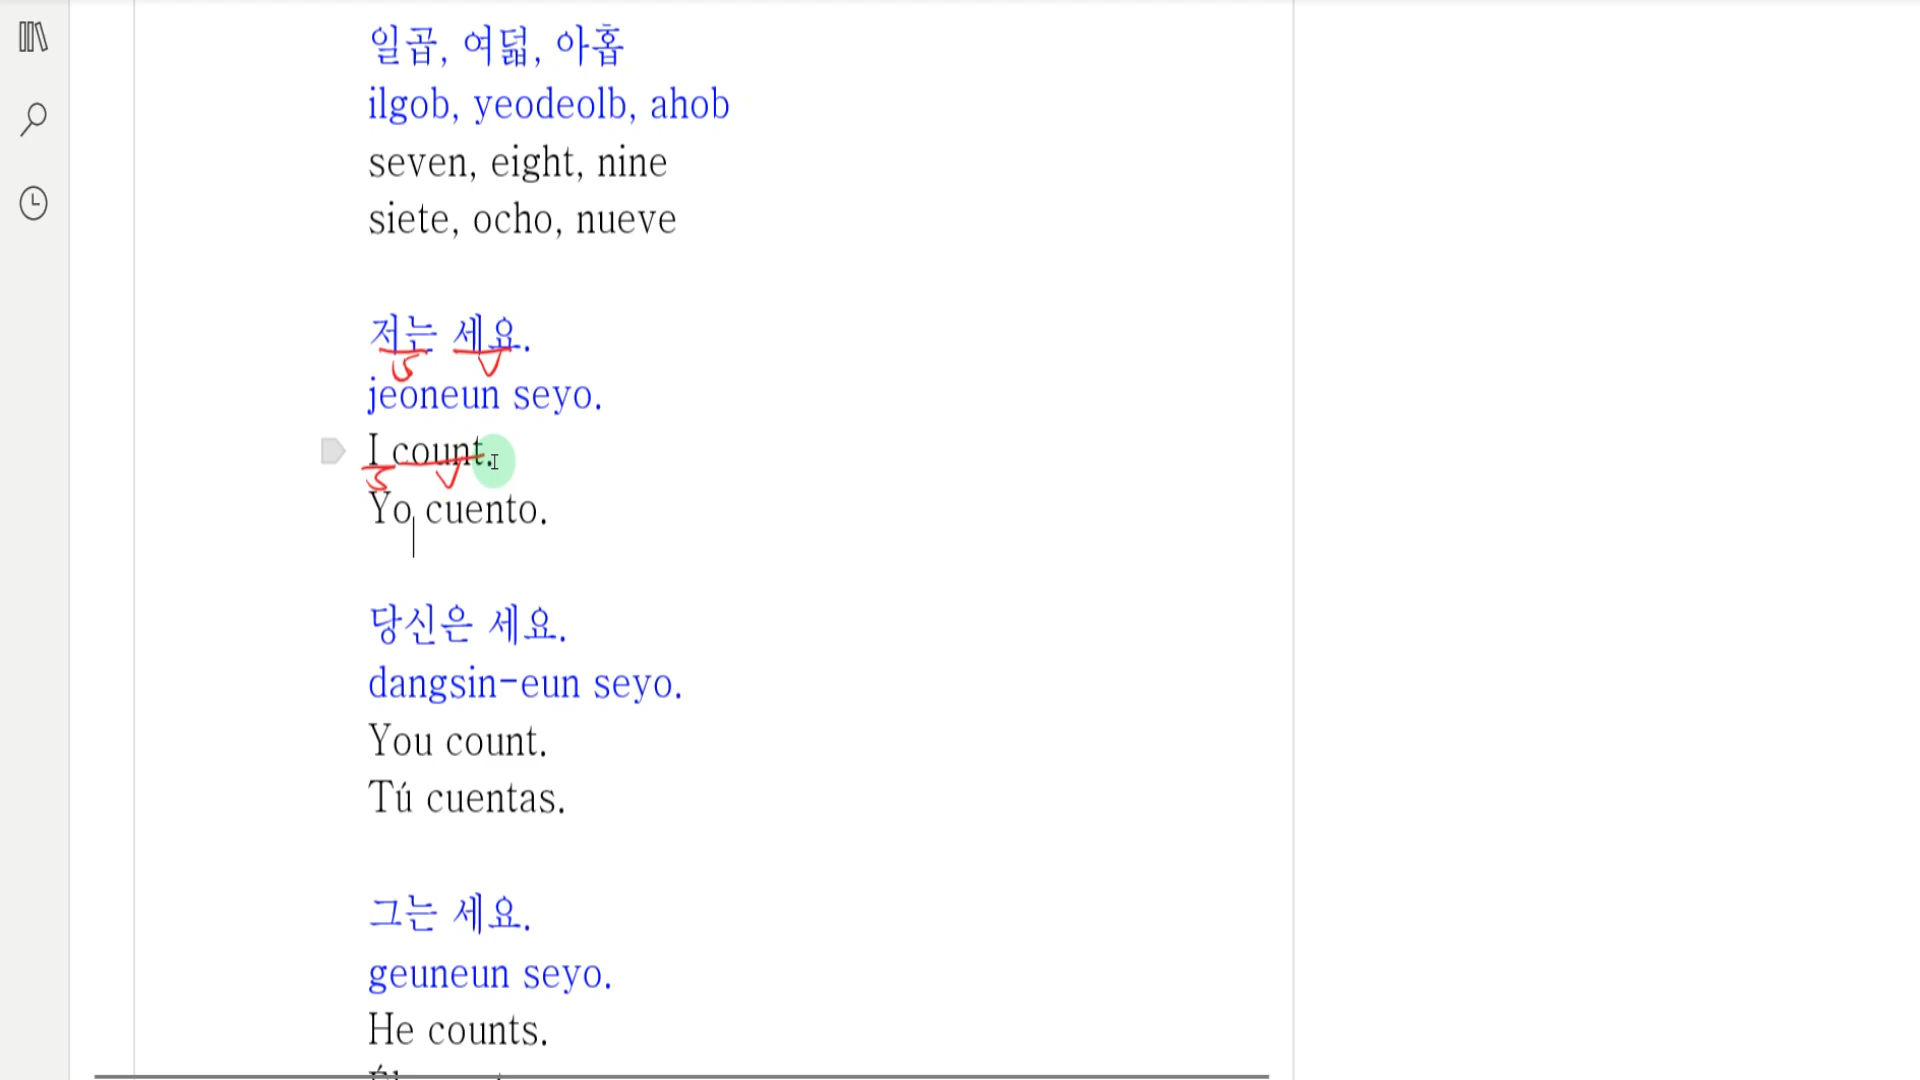 일곱, 여덟, 아홉
ilgob, yeodeolb, ahob
seven, eight, nine
siete, ocho, nueve
저는 세요.
S V
jeoneun seyo.
I count.
S V
Yo cuento.
당신은 세요.
dangsin-eun seyo.
You count.
Tú cuentas.
그는 세요.
geuneun seyo.
He counts.